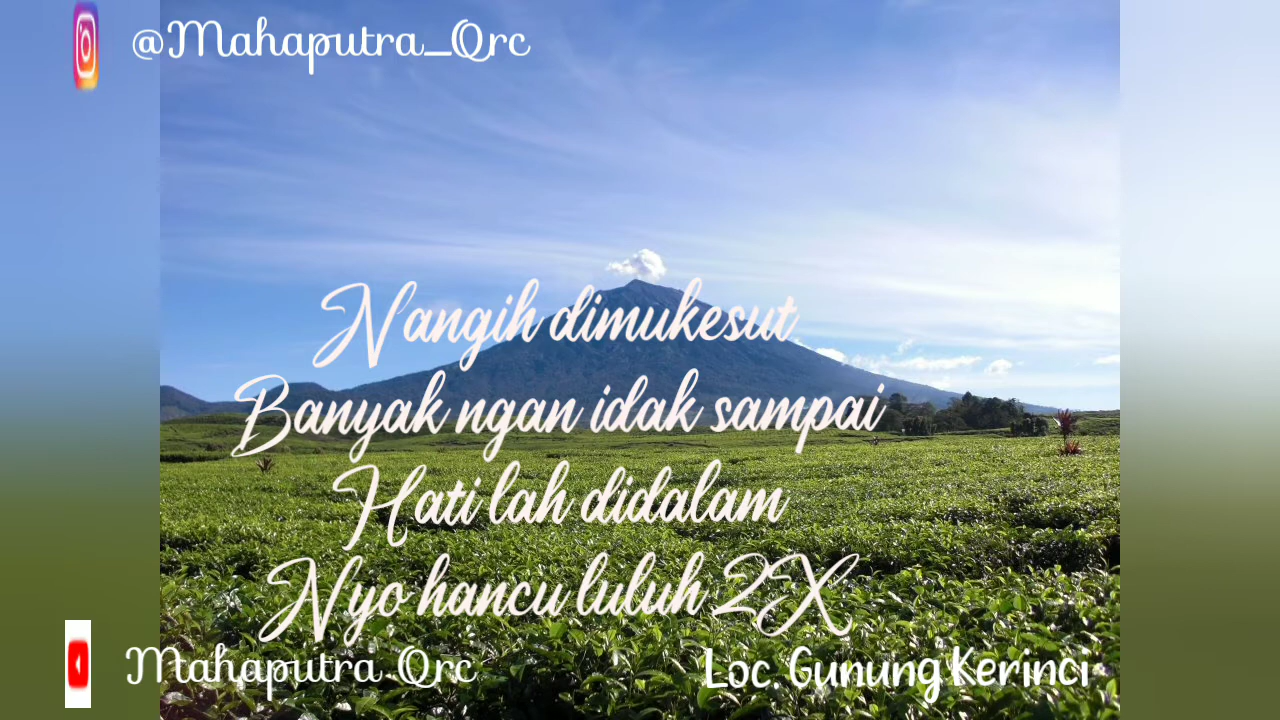 @Mahaputra_Qrc
Nangih dimukesut
Banyak ngan idak sampai
Hati lah didalam
Nyo hancu luluh 2X
Mahaputra Qrc
Loc. Gunung Kerinci